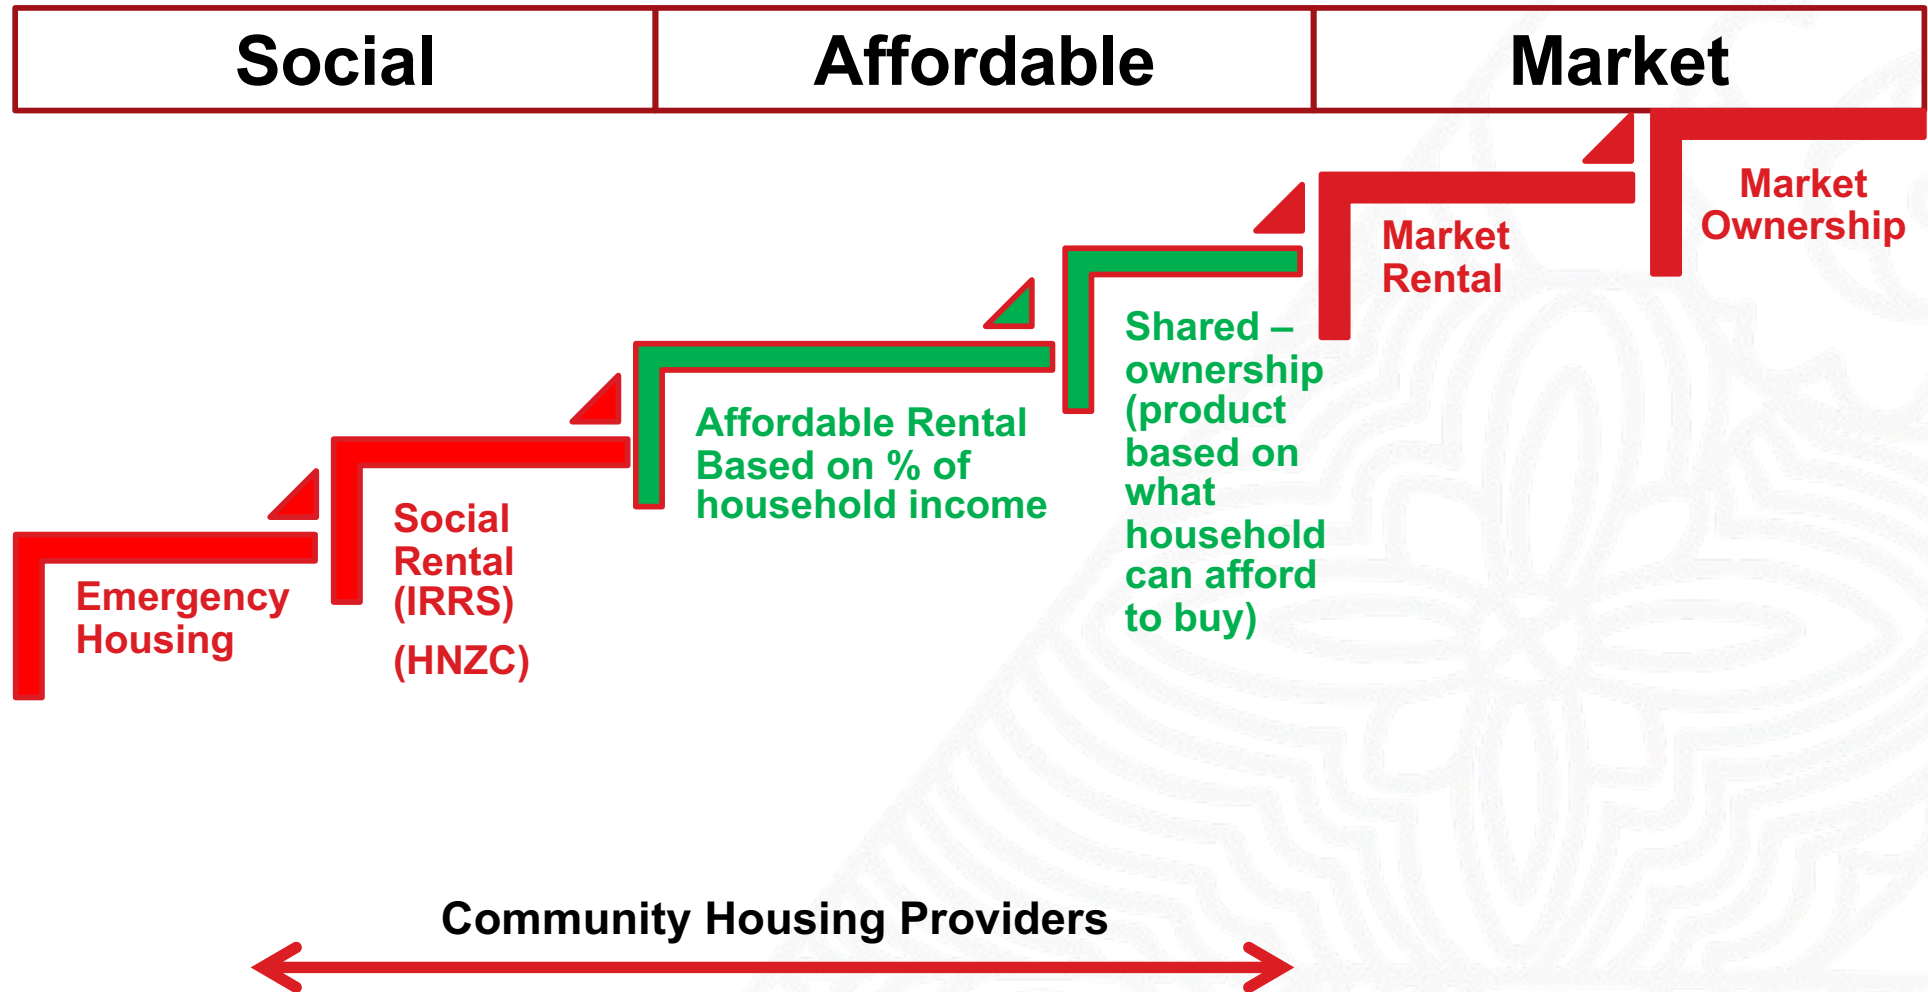 Social
Affordable
Market
Emergency
Housing
Social
Rental
(IRRS)
(HNZC)
Affordable Rental
Based on % of
household income
Shared –
ownership
(product
based on
what
household
can afford
to buy)
Market
Rental
Market
Ownership
Community Housing Providers